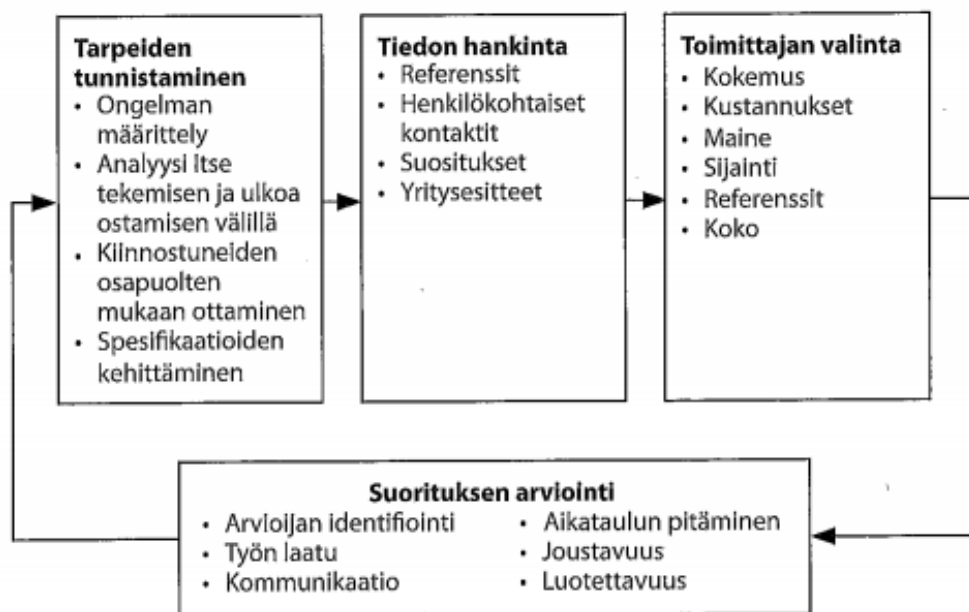 Tarpeiden
tunnistaminen
• Ongelman
määrittely
• Analyysi itse
tekemisen ja ulkoa
ostamisen välillä
• Kiinnostuneiden
osapuolten
mukaan ottaminen
• Spesifikaatioiden
kehittäminen
Tiedon hankinta
• Referenssit
• Henkilökohtaiset
kontaktit
• Suositukset
• Yritysesitteet
Toimittajan valinta
• Kokemus
• Kustannukset
• Maine
• Sijainti
• Referenssit
• Koko
Suorituksen arviointi
• Arvioijan identifiointi
• Työn laatu
• Kommunikaatio
• Aikataulun pitäminen
• Joustavuus
• Luotettavuus